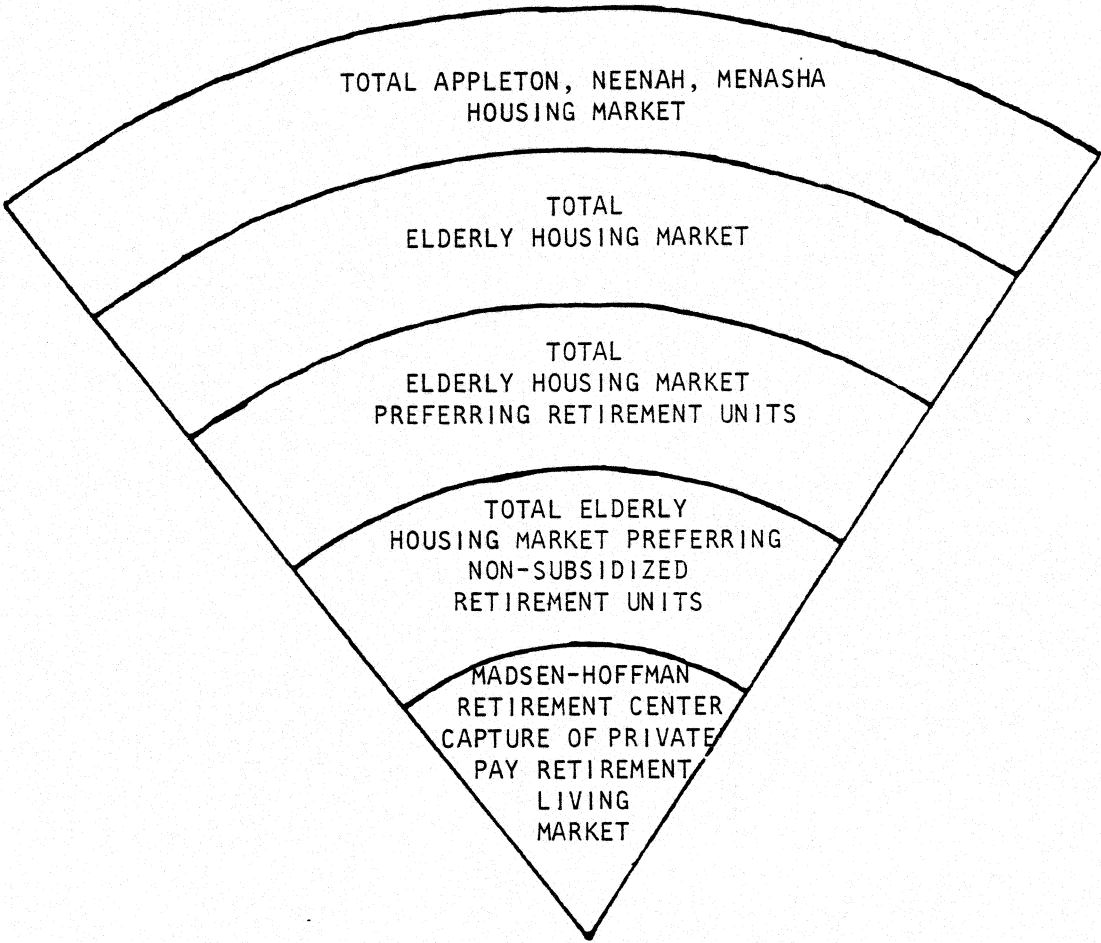 TOTAL APPLETON, NEENAH, MENASHA
HOUSING MARKET
TOTAL
ELDERLY HOUSING MARKET
TOTAL
ELDERLY HOUSING MARKET
PREFERRING RETIREMENT UNITS
TOTAL ELDERLY
HOUSING MARKET PREFERRING
NON-SUBSIDIZED
RETIREMENT UNITS
MADSEN-HOFFMAN
RETIREMENT CENTER
CAPTURE OF PRIVATE
PAY RETIREMENT
LIVING
MARKET